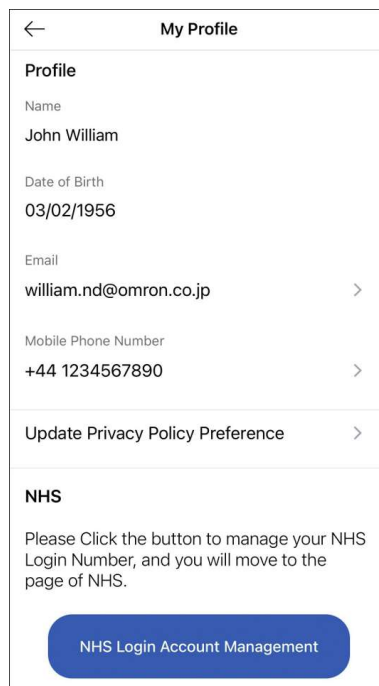 My Profile
Profile
Name
John William
Date of Birth
03/02/1956
Email
william.nd@omron.co.jp
Mobile Phone Number
+44 1234567890
Update Privacy Policy Preference
NHS
Please Click the button to manage your NHS
Login Number, and you will move to the
page of NHS.
NHS Login Account Management